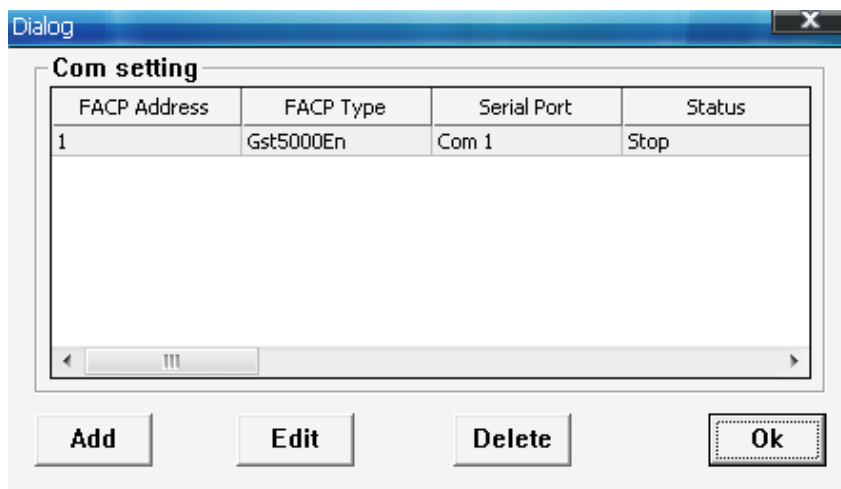 Dialog X
Com setting
FACP Address FACP Type Serial Port Status
1 Gst5000En Com 1 Stop
Add Edit Delete Ok